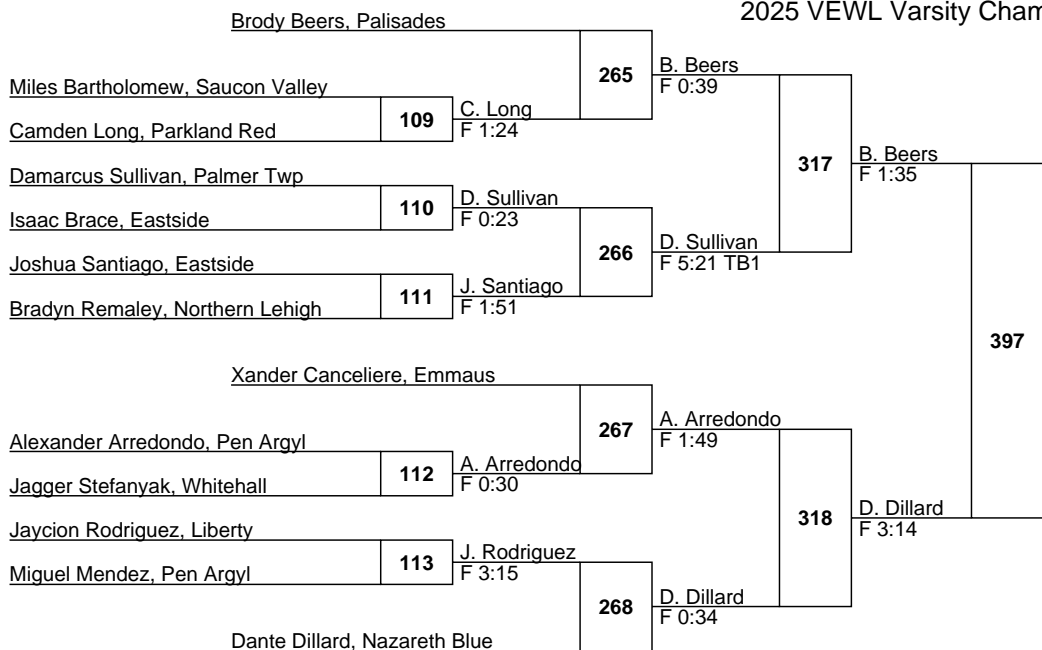 2025 VEWL Varsity Cham
Brody Beers, Palisades
265
B. Beers
F 0:39
Miles Bartholomew, Saucon Valley
109
C. Long
F 1:24
Camden Long, Parkland Red
317
B. Beers
F 1:35
Damarcus Sullivan, Palmer Twp
110
D. Sullivan
F 0:23
Isaac Brace, Eastside
266
D. Sullivan
F 5:21 TB1
Joshua Santiago, Eastside
111
J. Santiago
F 1:51
Bradyn Remaley, Northern Lehigh
397
Xander Canceliere, Emmaus
267
A. Arredondo
F 1:49
Alexander Arredondo, Pen Argyl
112
A. Arredondo
F 0:30
Jagger Stefanyak, Whitehall
318
D. Dillard
F 3:14
Jaycion Rodriguez, Liberty
113
J. Rodriguez
F 3:15
Miguel Mendez, Pen Argyl
268
D. Dillard
F 0:34
Dante Dillard, Nazareth Blue